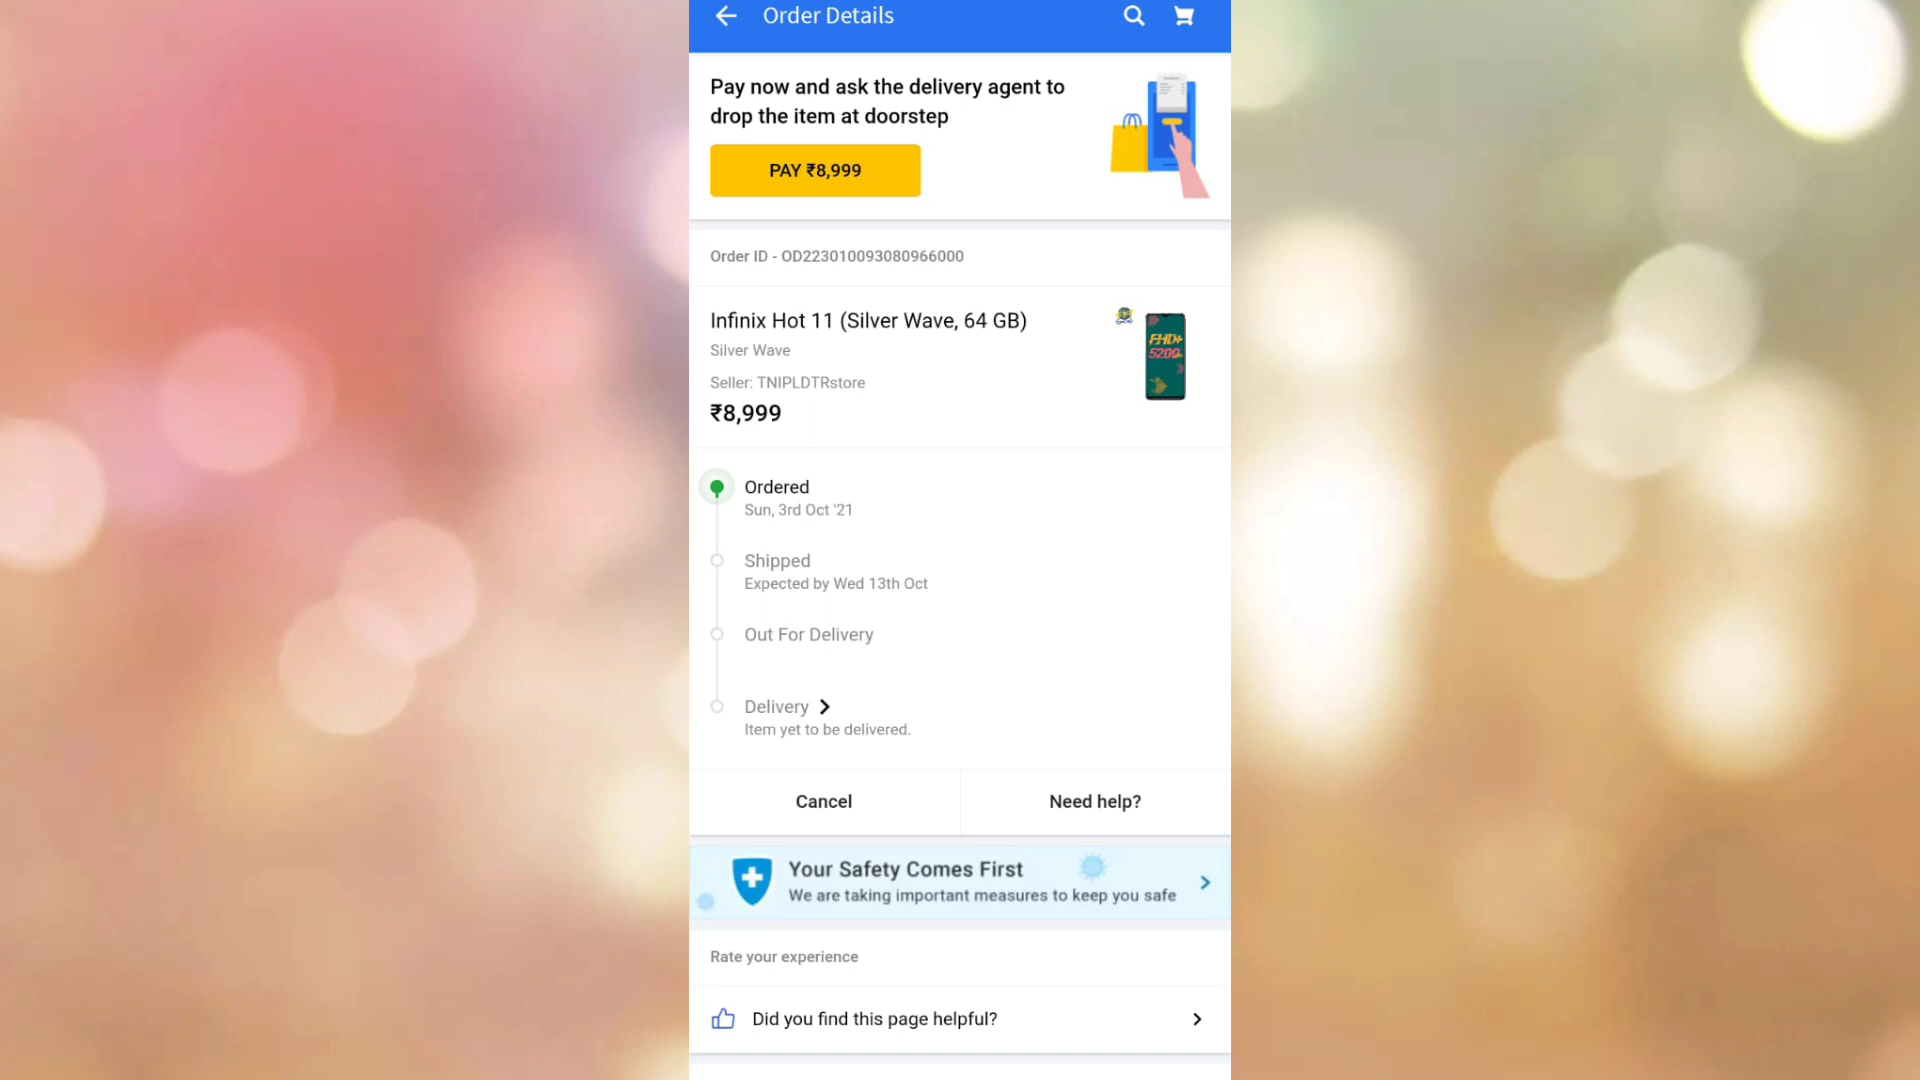 Order Details
Pay now and ask the delivery agent to
drop the item at doorstep
PAY ₹8,999
Order ID - OD223010093080966000
Infinix Hot 11 (Silver Wave, 64 GB)
Silver Wave
Seller: TNIPLDTRstore
₹8,999
FHD+
5200
Ordered
Sun, 3rd Oct '21
Shipped
Expected by Wed 13th Oct
Out For Delivery
Delivery
Item yet to be delivered.
Cancel
Need help?
Your Safety Comes First
We are taking important measures to keep you safe
Rate your experience
Did you find this page helpful?